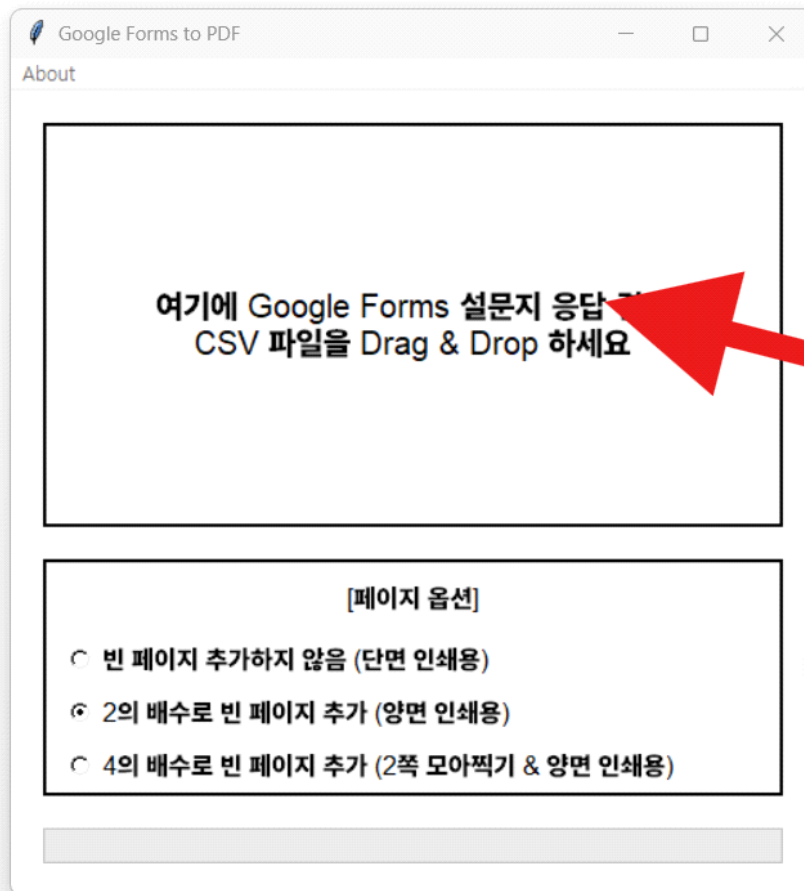 Google Forms to PDF
About
여기에 Google Forms 설문지 응답
CSV 파일을 Drag & Drop 하세요
[페이지 옵션]
빈 페이지 추가하지 않음 (단면 인쇄용)
2의 배수로 빈 페이지 추가 (양면 인쇄용)
4의 배수로 빈 페이지 추가 (2쪽 모아찍기 & 양면 인쇄용)